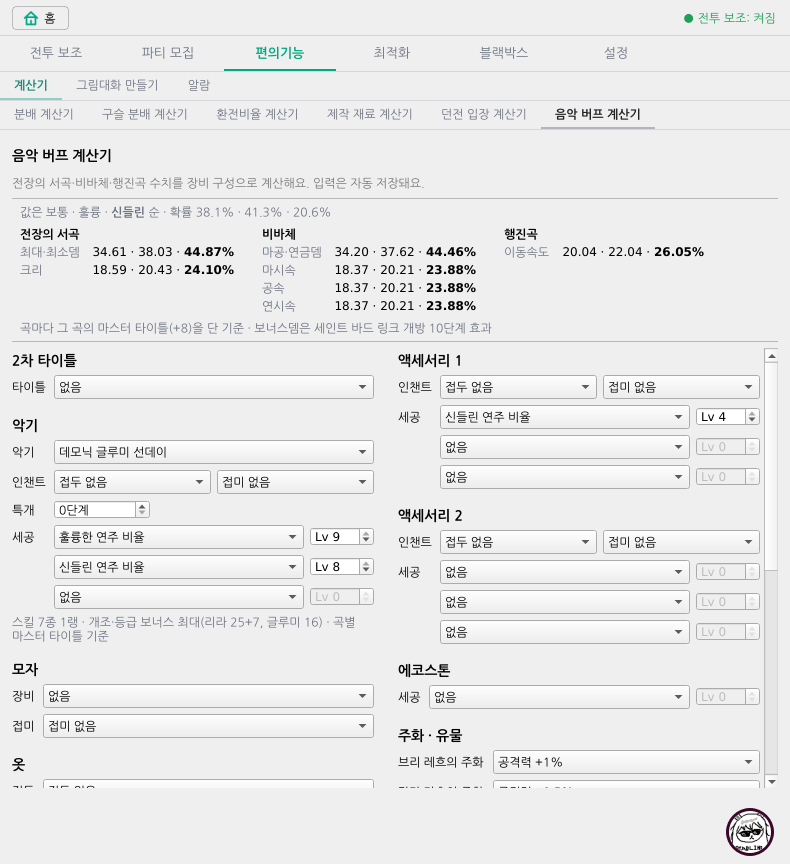 홈
전투 보조: 켜짐
전투 보조 파티 모집 편의기능 최적화 블랙박스 설정
계산기 그림대화 만들기 알람
분배 계산기 구슬 분배 계산기 환전비율 계산기 제작 재료 계산기 던전 입장 계산기 음악 버프 계산기
음악 버프 계산기
전장의 서곡·비바체·행진곡 수치를 장비 구성으로 계산해요. 입력은 자동 저장돼요.
값은 보통 · 훌륭 · 신들린 순 · 확률 38.1% · 41.3% · 20.6%
전장의 서곡
최대·최소뎀 34.61 · 38.03 · 44.87%
크리 18.59 · 20.43 · 24.10%
비바체
마공·연금뎀 34.20 · 37.62 · 44.46%
마시속 18.37 · 20.21 · 23.88%
공속 18.37 · 20.21 · 23.88%
연시속 18.37 · 20.21 · 23.88%
행진곡
이동속도 20.04 · 22.04 · 26.05%
곡마다 그 곡의 마스터 타이틀(+8)을 단 기준 · 보너스뎀은 세인트 바드 링크 개방 10단계 효과
2차 타이틀
타이틀 없음
악기
악기 데모닉 글루미 선데이
인챈트 접두 없음 접미 없음
특개 0단계
세공 훌륭한 연주 비율 Lv 9
신들린 연주 비율 Lv 8
없음 Lv 0
스킬 7종 1랭 · 개조·등급 보너스 최대(리라 25+7, 글루미 16) · 곡별
마스터 타이틀 기준
모자
장비 없음
접미 접미 없음
옷
액세서리 1
인챈트 접두 없음 접미 없음
세공 신들린 연주 비율 Lv 4
없음 Lv 0
없음 Lv 0
액세서리 2
인챈트 접두 없음 접미 없음
세공 없음 Lv 0
없음 Lv 0
없음 Lv 0
에코스톤
세공 없음 Lv 0
주화 · 유물
브리 레흐의 주화 공격력 +1%